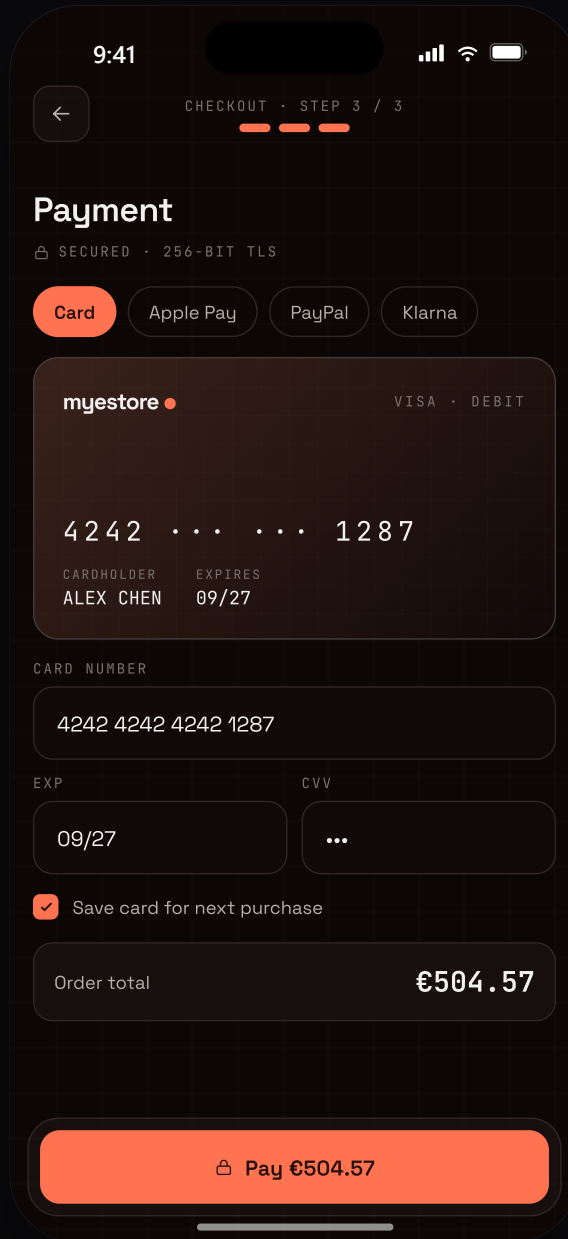 9:41
CHECKOUT · STEP 3 / 3
Payment
SECURED · 256-BIT TLS
Card Apple Pay PayPal Klarna
myestore VISA · DEBIT
4242 ··· ··· 1287
CARDHOLDER EXPIRES
ALEX CHEN 09/27
CARD NUMBER
4242 4242 4242 1287
EXP CVV
09/27 •••
Save card for next purchase
Order total €504.57
Pay €504.57